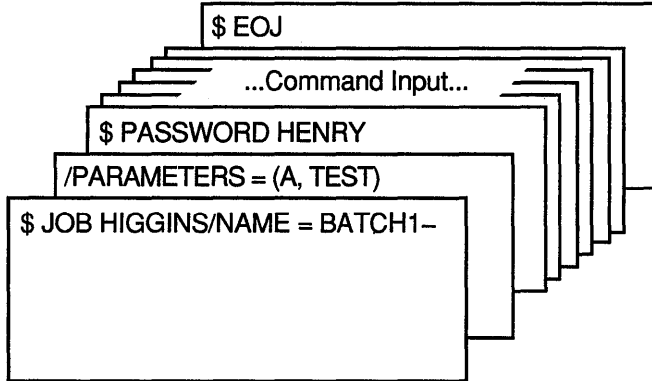 $ EOJ
...Command Input...
$ PASSWORD HENRY
/PARAMETERS = (A, TEST)
$ JOB HIGGINS/NAME = BATCH1–